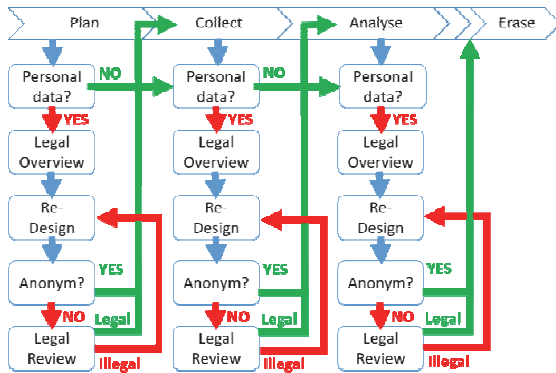 Plan
Collect
Analyse
Erase
Personal
data?
NO
Personal
data?
NO
Personal
data?
YES
YES
YES
Legal
Overview
Legal
Overview
Legal
Overview
Re-
Design
Re-
Design
Re-
Design
Anonym?
YES
Anonym?
YES
Anonym?
YES
NO
Legal
NO
Legal
NO
Legal
Legal
Review
Illegal
Legal
Review
Illegal
Legal
Review
Illegal